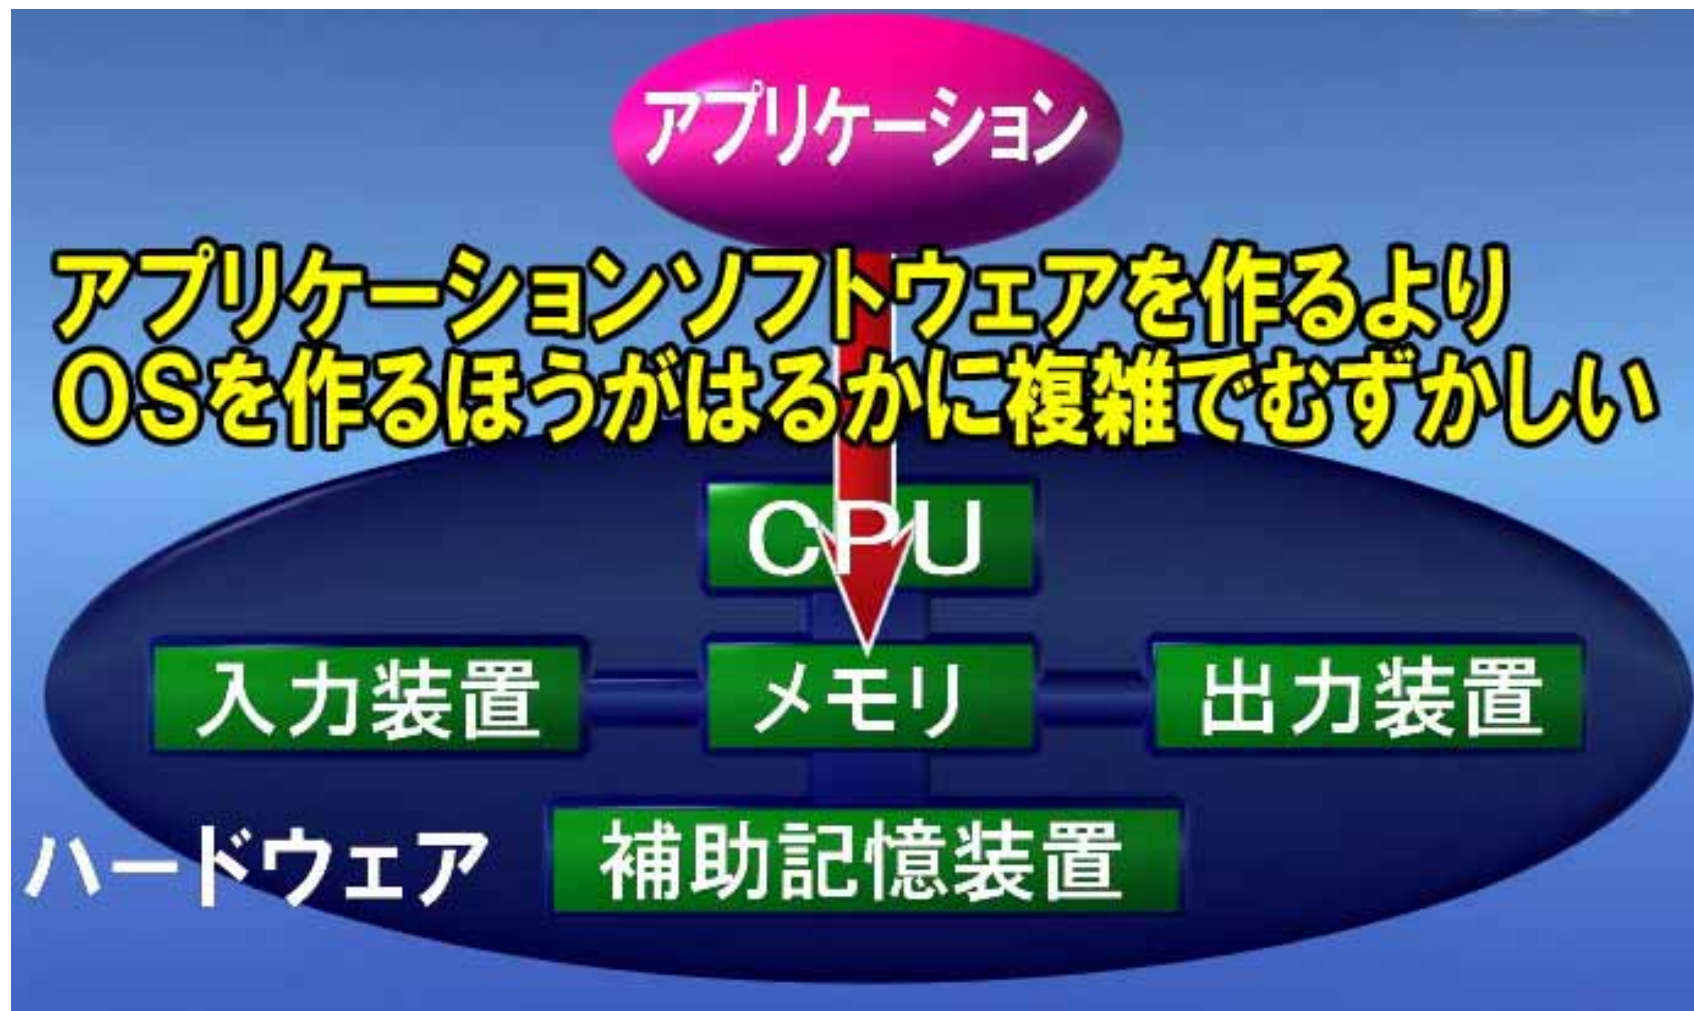 アプリケーション
アプリケーションソフトウェアを作るより
OSを作るほうがはるかに複雑でむずかしい
CPU
入力装置
メモリ
出力装置
ハードウェア
補助記憶装置